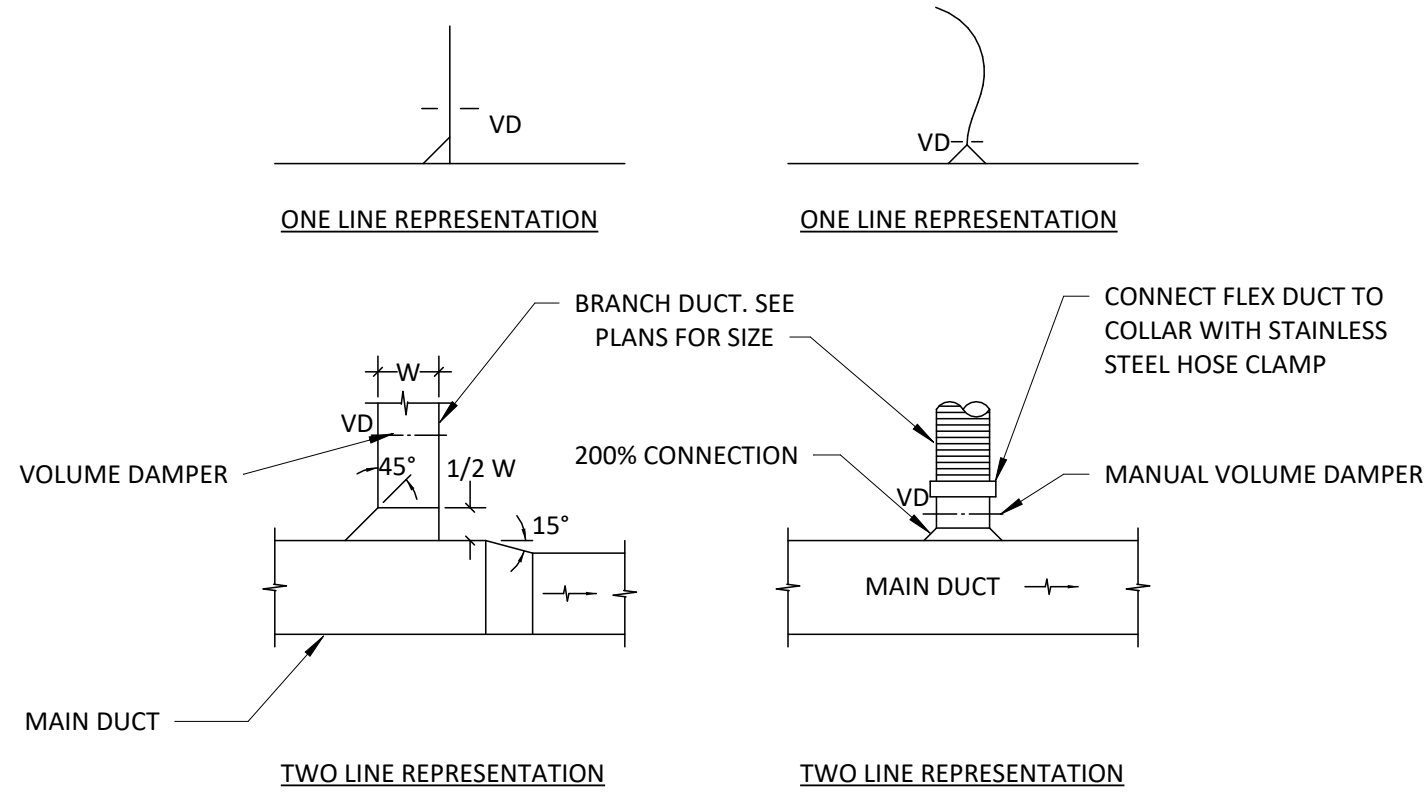 VD
VD
ONE LINE REPRESENTATION
ONE LINE REPRESENTATION
BRANCH DUCT. SEE
PLANS FOR SIZE
CONNECT FLEX DUCT TO
COLLAR WITH STAINLESS
STEEL HOSE CLAMP
W
VD
VOLUME DAMPER
45°
1/2 W
15°
200% CONNECTION
VD
MANUAL VOLUME DAMPER
MAIN DUCT
MAIN DUCT
TWO LINE REPRESENTATION
TWO LINE REPRESENTATION